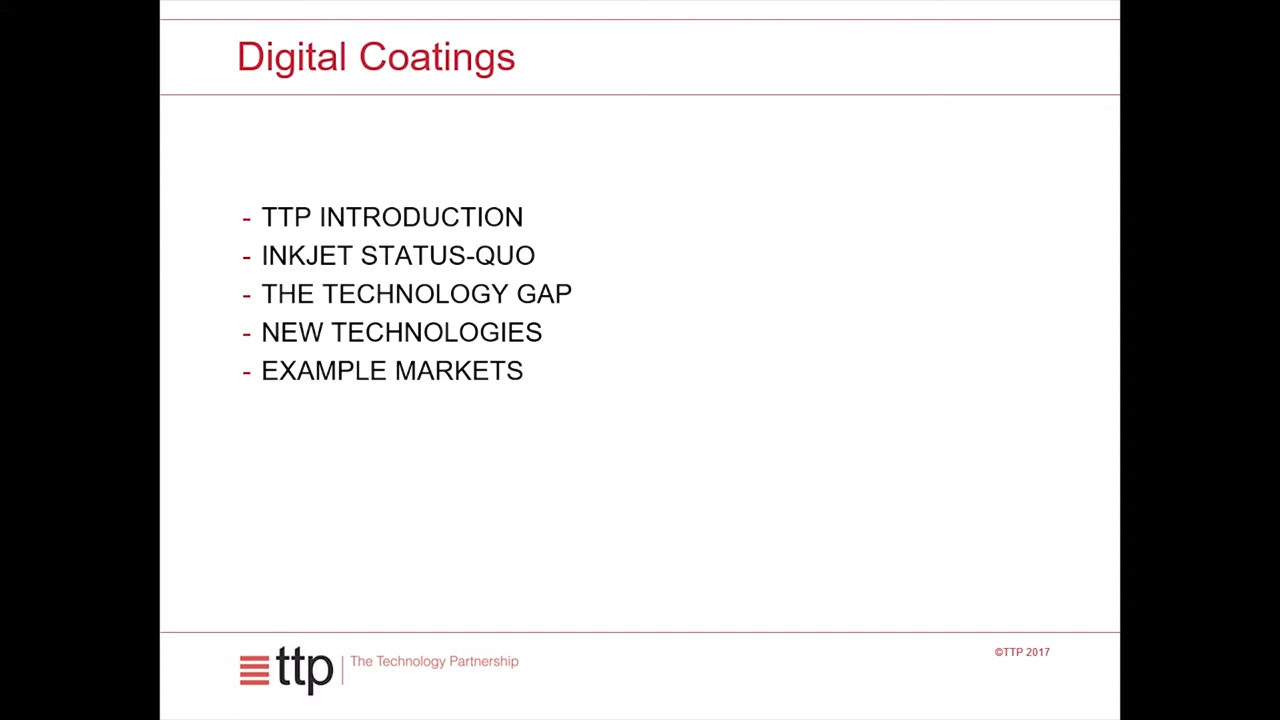 Digital Coatings
- TTP INTRODUCTION
- INKJET STATUS-QUO
- THE TECHNOLOGY GAP
- NEW TECHNOLOGIES
- EXAMPLE MARKETS
ttp | The Technology Partnership
©TTP 2017